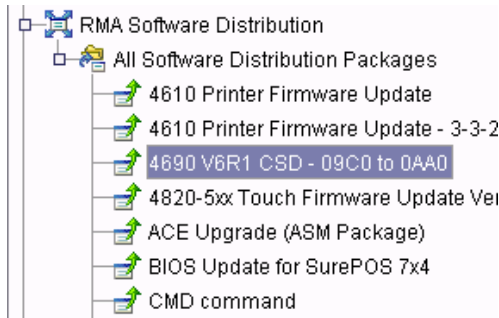 RMA Software Distribution
All Software Distribution Packages
4610 Printer Firmware Update
4610 Printer Firmware Update - 3-3-2
4690 V6R1 CSD - 09C0 to 0AA0
4820-5xx Touch Firmware Update Ver
ACE Upgrade (ASM Package)
BIOS Update for SurePOS 7x4
CMD command